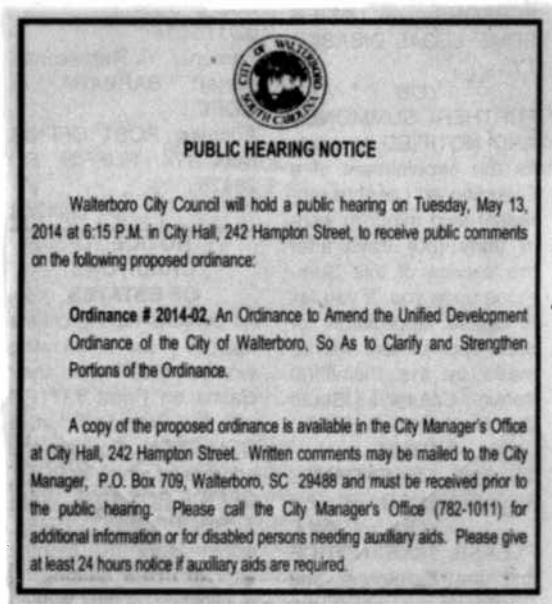 CITY OF WALTERBORO
SOUTH CAROLINA
PUBLIC HEARING NOTICE
Walterboro City Council will hold a public hearing on Tuesday, May 13,
2014 at 6:15 P.M. in City Hall, 242 Hampton Street, to receive public comments
on the following proposed ordinance:
Ordinance # 2014-02, An Ordinance to Amend the Unified Development
Ordinance of the City of Walterboro, So As to Clarify and Strengthen
Portions of the Ordinance.
A copy of the proposed ordinance is available in the City Manager's Office
at City Hall, 242 Hampton Street. Written comments may be mailed to the City
Manager, P.O. Box 709, Walterboro, SC 29488 and must be received prior to
the public hearing. Please call the City Manager's Office (782-1011) for
additional information or for disabled persons needing auxiliary aids. Please give
at least 24 hours notice if auxiliary aids are required.